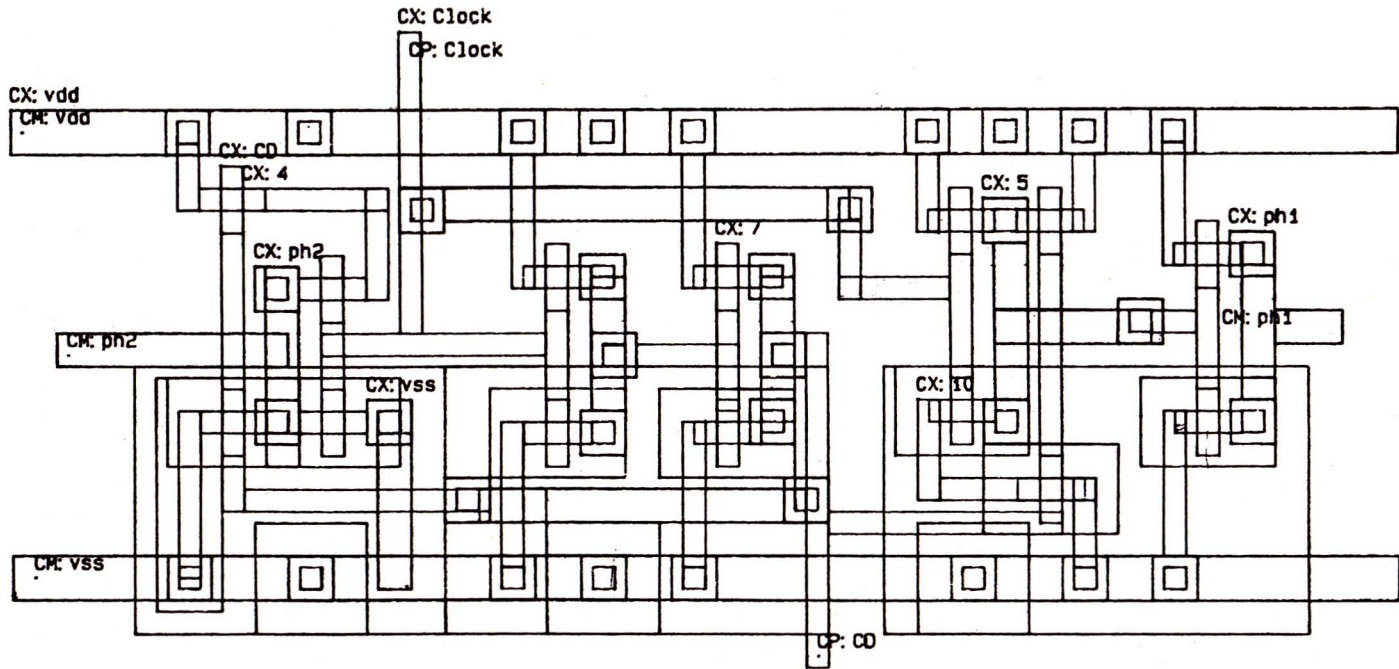 CX: Clock
CP: Clock
CX: vdd
CM: vdd
CX: CD
CX: 4
CX: 5
CX: ph1
CX: 7
CX: ph2
CM: ph1
CM: ph2
CX: vss
CX: 10
CM: vss
CP: CD